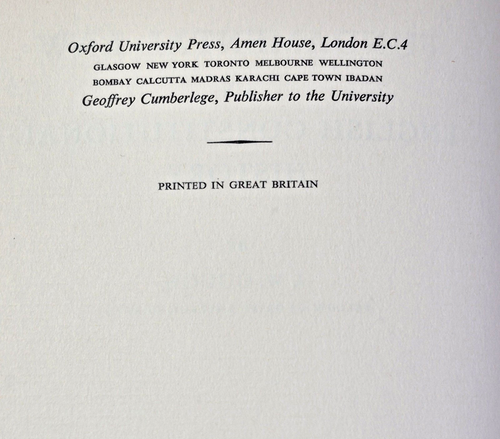 Oxford University Press, Amen House, London E.C.4
GLASGOW NEW YORK TORONTO MELBOURNE WELLINGTON
BOMBAY CALCUTTA MADRAS KARACHI CAPE TOWN IBADAN
Geoffrey Cumberlege, Publisher to the University
PRINTED IN GREAT BRITAIN